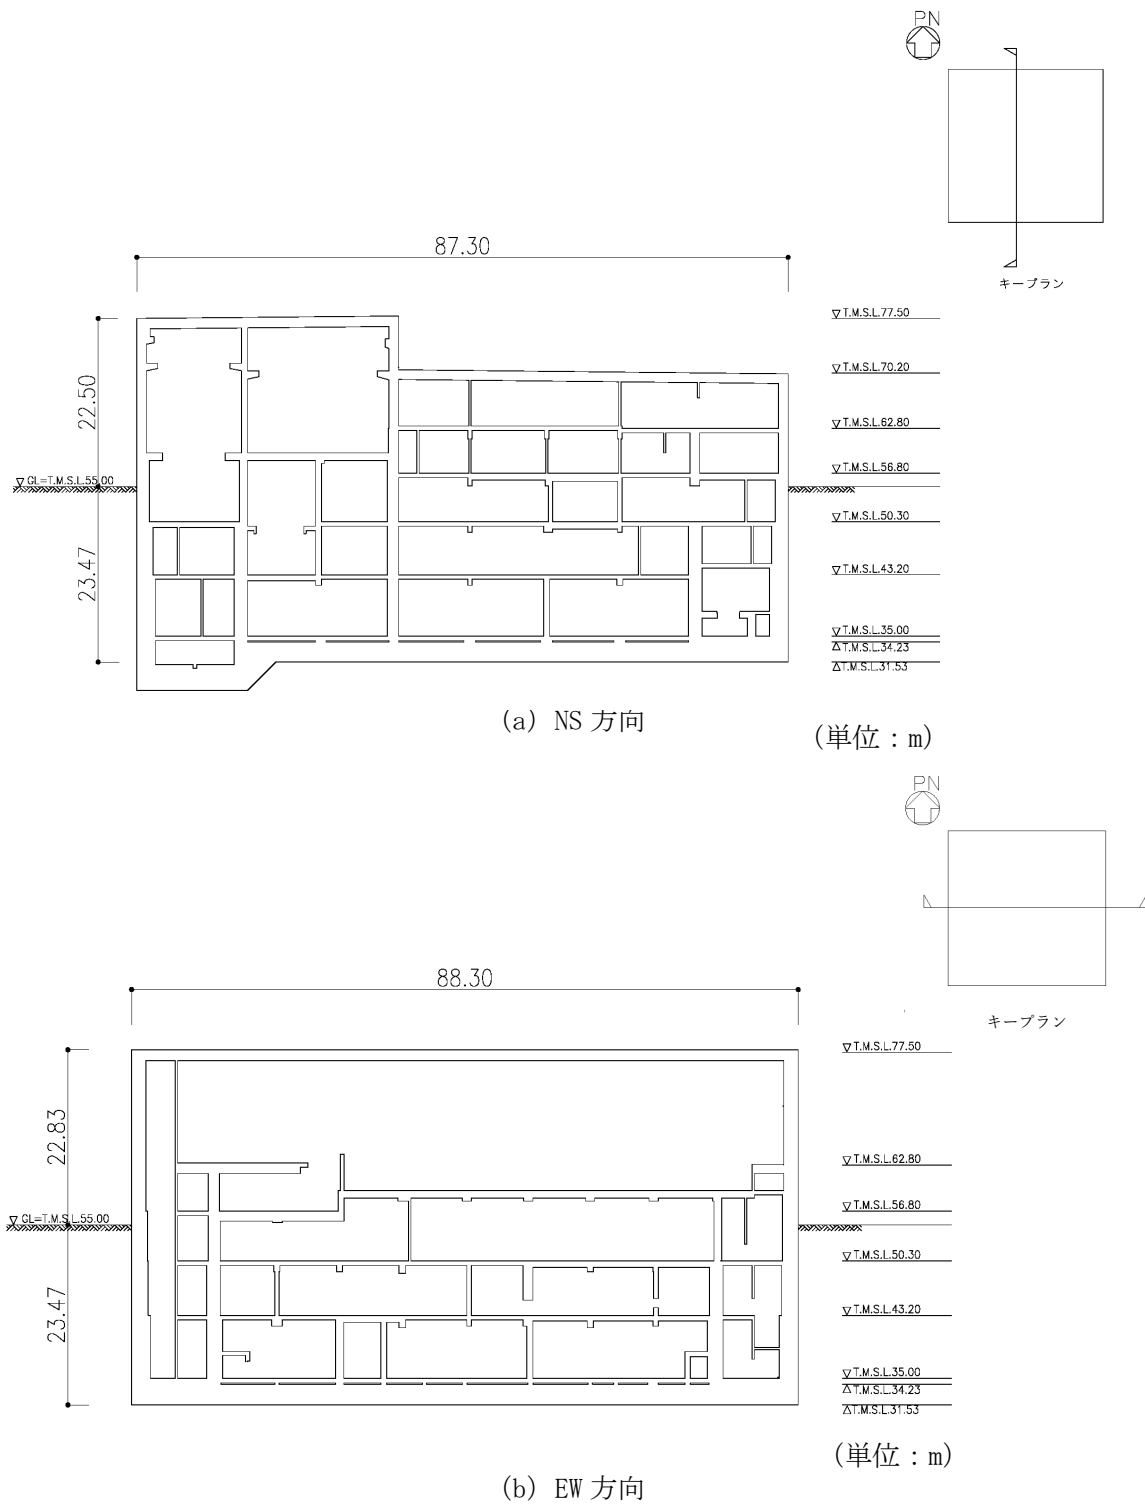 PN
キープラン
87.30
22.50
23.47
▽GL=T.M.S.L.55.00
▽T.M.S.L.77.50
▽T.M.S.L.70.20
▽T.M.S.L.62.80
▽T.M.S.L.56.80
▽T.M.S.L.50.30
▽T.M.S.L.43.20
▽T.M.S.L.35.00
△T.M.S.L.34.23
△T.M.S.L.31.53
(a) NS 方向
(単位：m)
PN
キープラン
88.30
22.83
23.47
▽GL=T.M.S.L.55.00
▽T.M.S.L.77.50
▽T.M.S.L.62.80
▽T.M.S.L.56.80
▽T.M.S.L.50.30
▽T.M.S.L.43.20
▽T.M.S.L.35.00
△T.M.S.L.34.23
△T.M.S.L.31.53
(単位：m)
(b) EW 方向